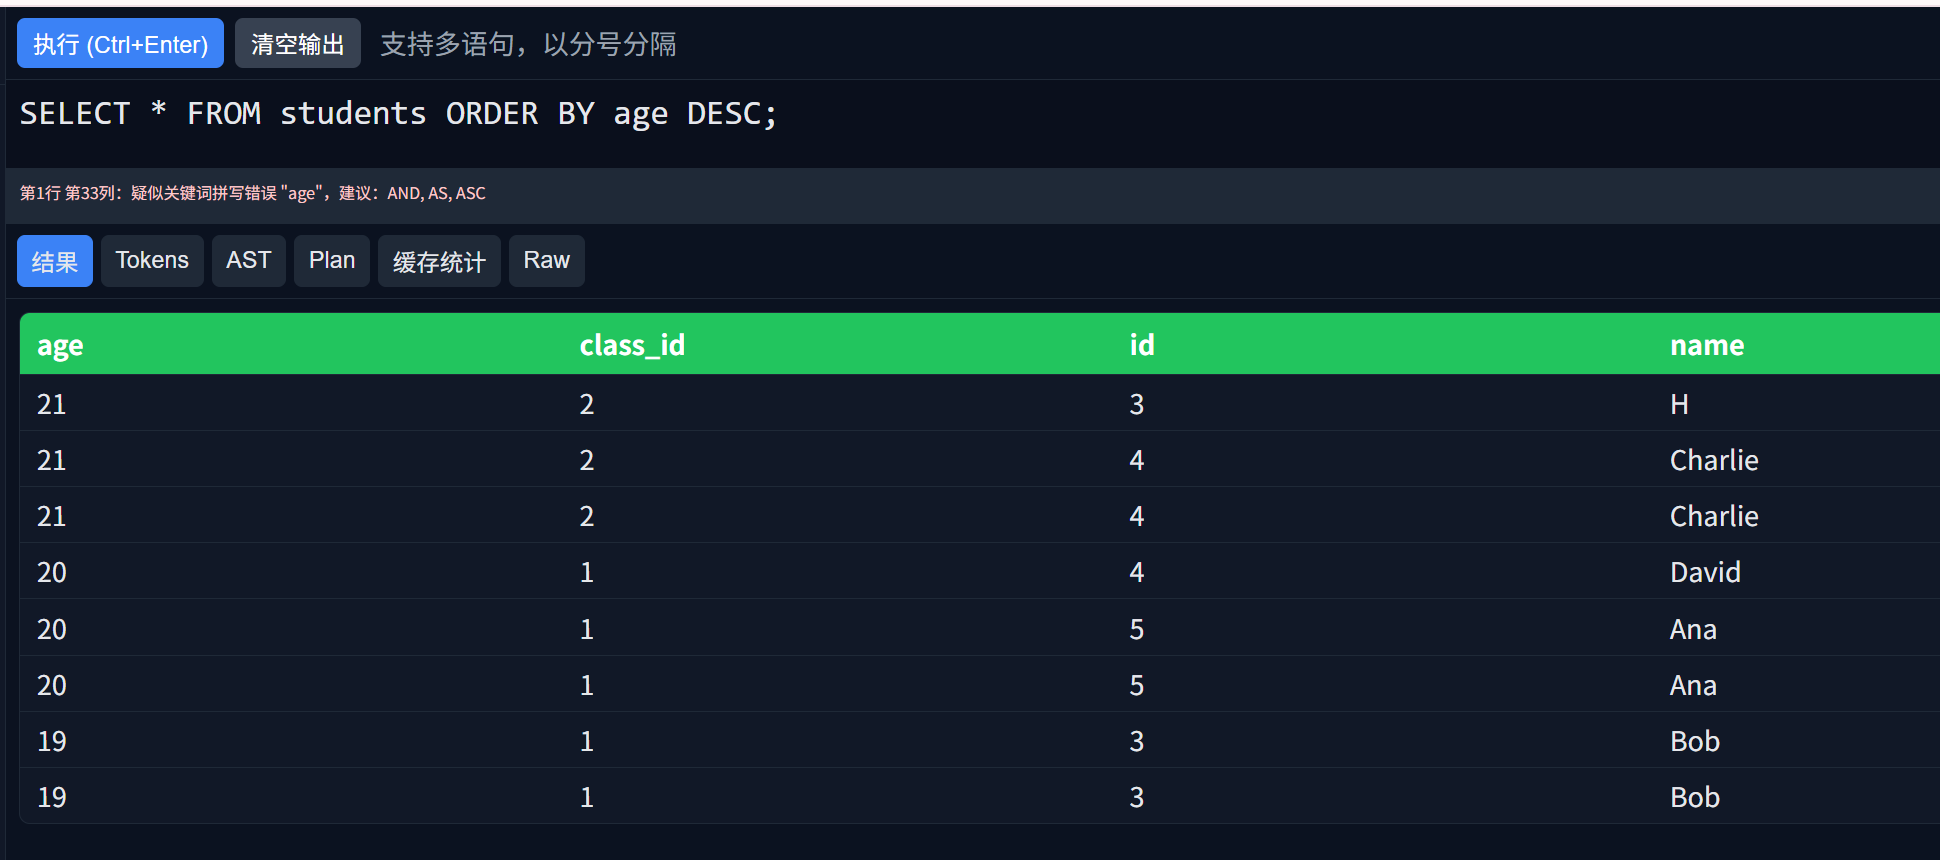 执行 (Ctrl+Enter) 清空输出 支持多语句，以分号分隔
SELECT * FROM students ORDER BY age DESC;
第1行 第33列：疑似关键词拼写错误 "age"，建议：AND, AS, ASC
结果 Tokens AST Plan 缓存统计 Raw
age class_id id name
21 2 3 H
21 2 4 Charlie
21 2 4 Charlie
20 1 4 David
20 1 5 Ana
20 1 5 Ana
19 1 3 Bob
19 1 3 Bob